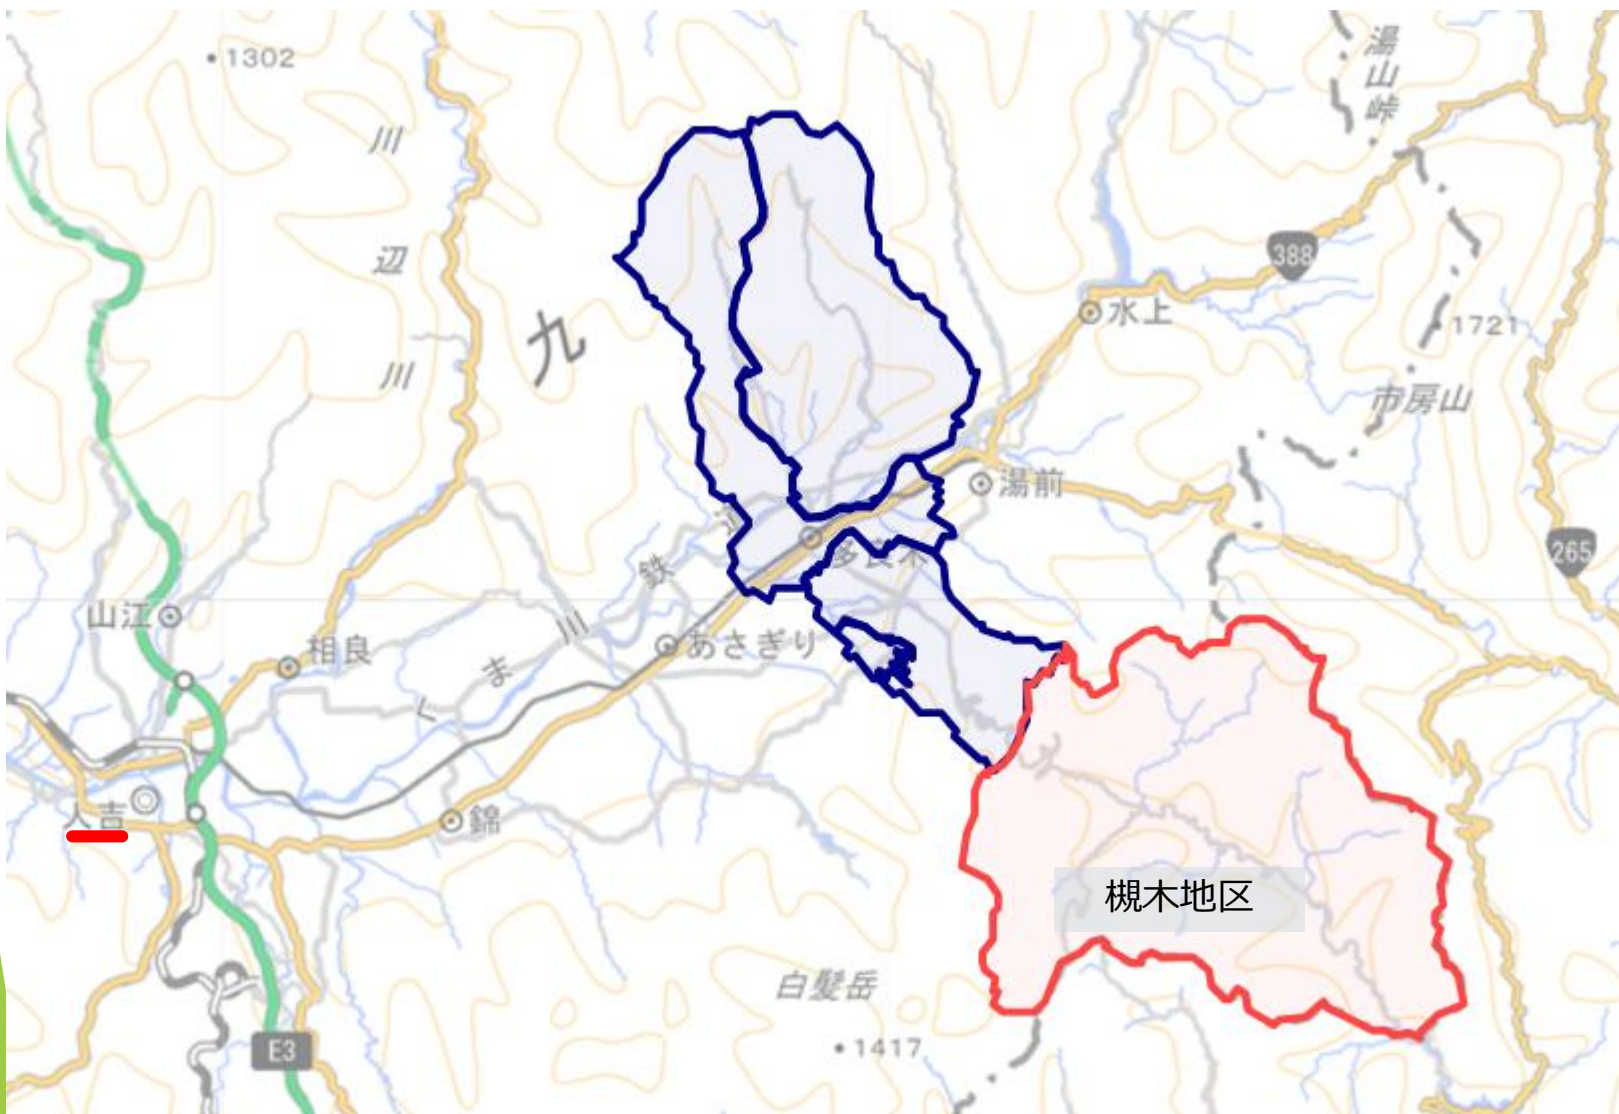 1302
湯山峠
川辺川
388
水上
九
1721
市房山
湯前
265
多良木
鉄道
山江
相良
あさぎり
くま川
人吉
錦
槻木地区
白髪岳
1417
E3